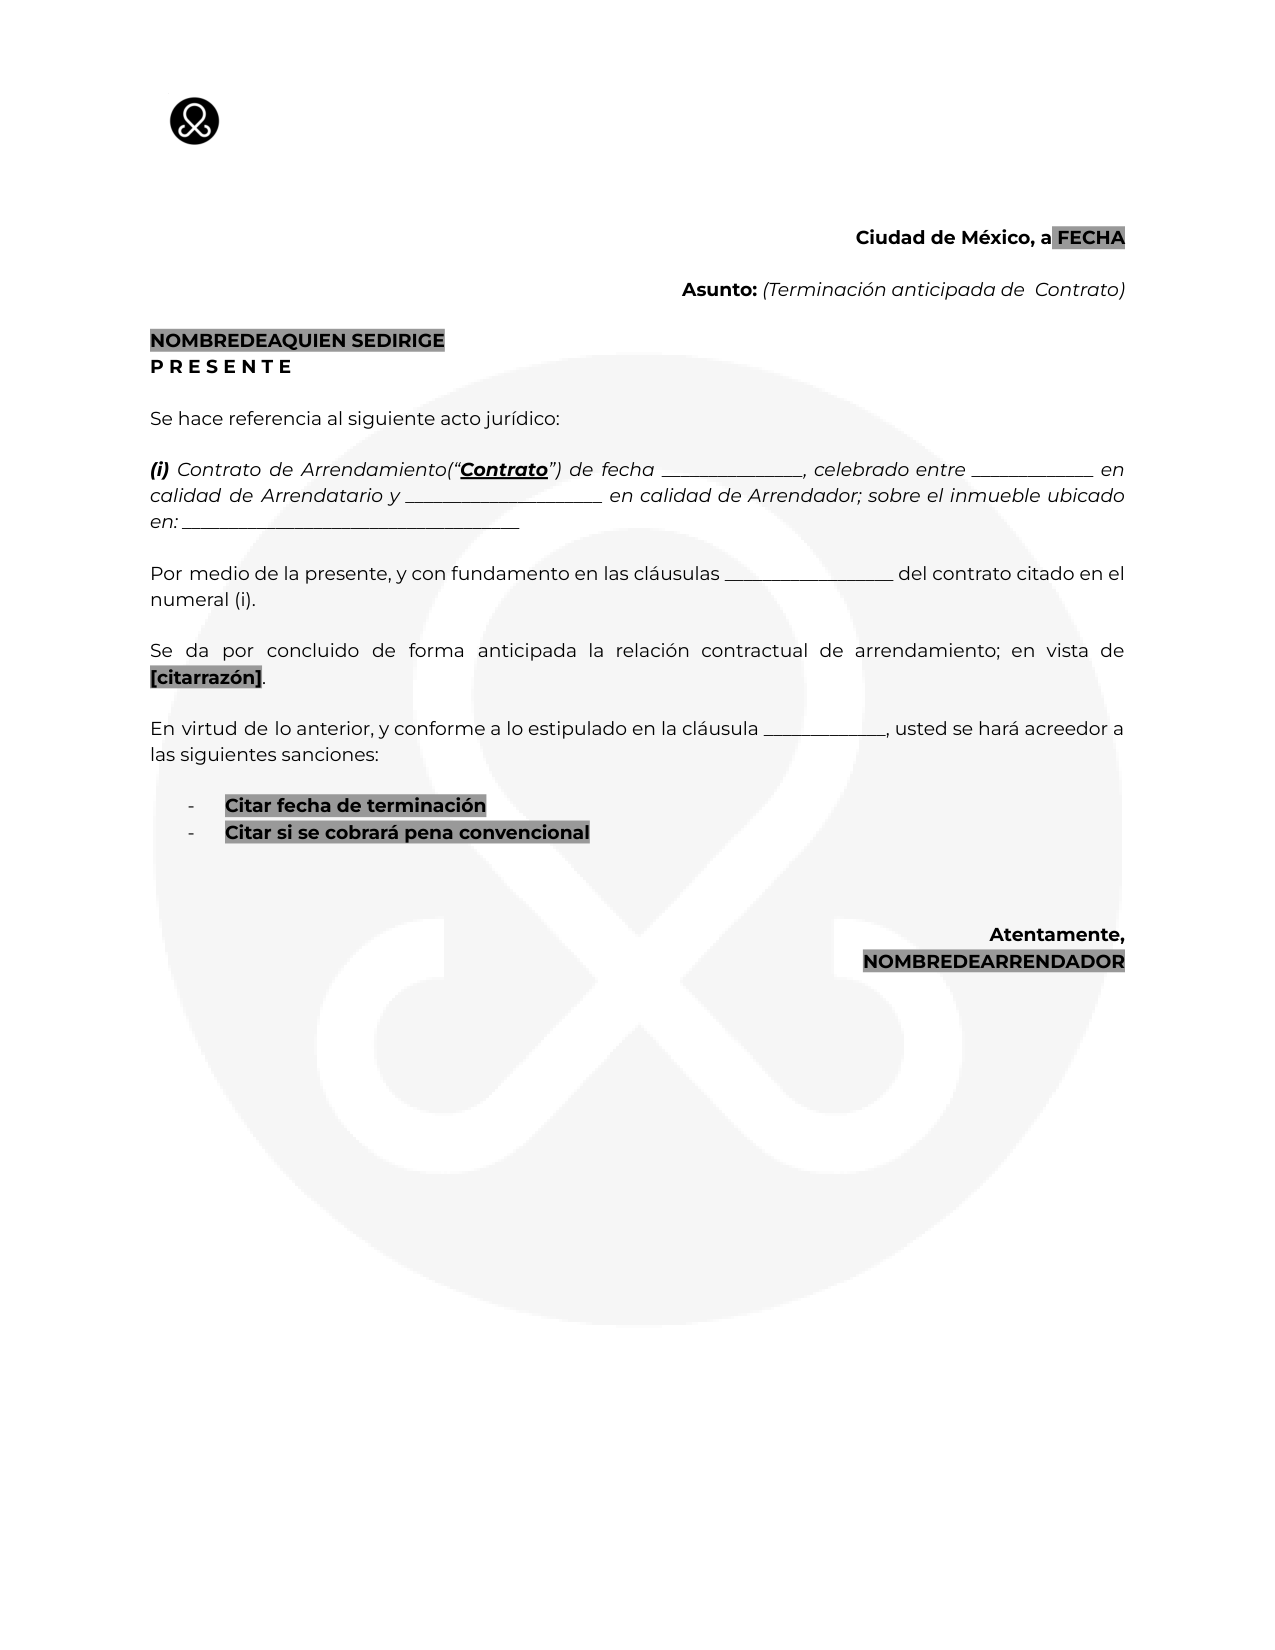 Ciudad de México, a FECHA
Asunto: (Terminación anticipada de  Contrato)
NOMBREDEAQUIEN SEDIRIGE
P R E S E N T E
Se hace referencia al siguiente acto jurídico:
(i) Contrato de Arrendamiento(“Contrato”) de fecha _______________, celebrado entre _____________ en
calidad de Arrendatario y _____________________ en calidad de Arrendador; sobre el inmueble ubicado
en: ____________________________________
Por medio de la presente, y con fundamento en las cláusulas __________________ del contrato citado en el
numeral (i).
Se da por concluido de forma anticipada la relación contractual de arrendamiento; en vista de
[citarrazón].
En virtud de lo anterior, y conforme a lo estipulado en la cláusula _____________, usted se hará acreedor a
las siguientes sanciones:
- Citar fecha de terminación
- Citar si se cobrará pena convencional
Atentamente,
NOMBREDEARRENDADOR